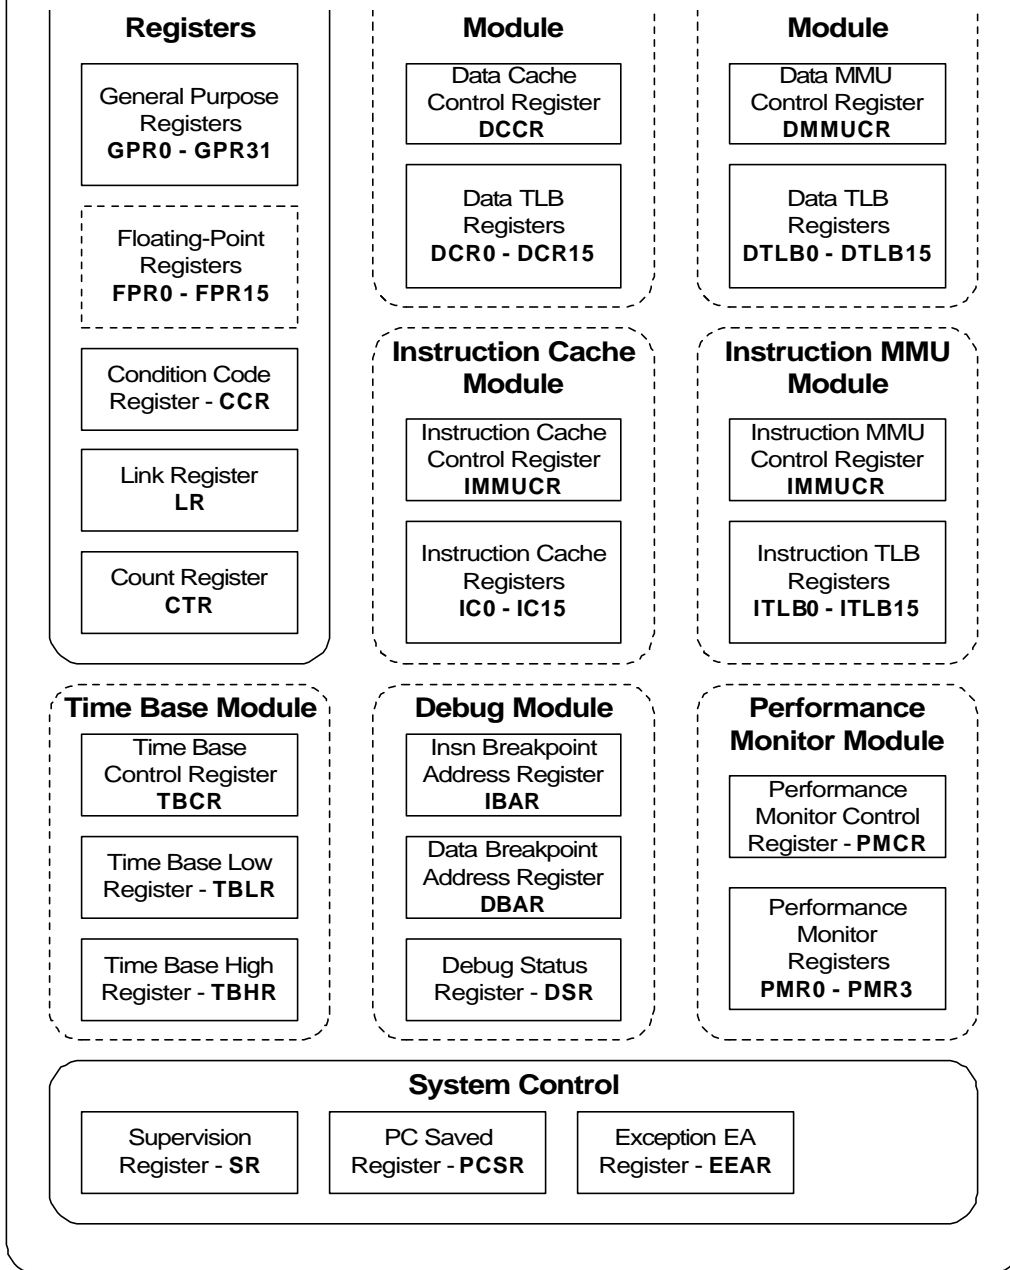 Registers
General Purpose
Registers
GPR0 - GPR31
Floating-Point
Registers
FPR0 - FPR15
Condition Code
Register - CCR
Link Register
LR
Count Register
CTR
Module
Data Cache
Control Register
DCCR
Data TLB
Registers
DCR0 - DCR15
Module
Data MMU
Control Register
DMMUCR
Data TLB
Registers
DTLB0 - DTLB15
Instruction Cache
Module
Instruction Cache
Control Register
IMMUCR
Instruction Cache
Registers
IC0 - IC15
Instruction MMU
Module
Instruction MMU
Control Register
IMMUCR
Instruction TLB
Registers
ITLB0 - ITLB15
Time Base Module
Time Base
Control Register
TBCR
Time Base Low
Register - TBLR
Time Base High
Register - TBHR
Debug Module
Insn Breakpoint
Address Register
IBAR
Data Breakpoint
Address Register
DBAR
Debug Status
Register - DSR
Performance
Monitor Module
Performance
Monitor Control
Register - PMCR
Performance
Monitor
Registers
PMR0 - PMR3
System Control
Supervision
Register - SR
PC Saved
Register - PCSR
Exception EA
Register - EEAR